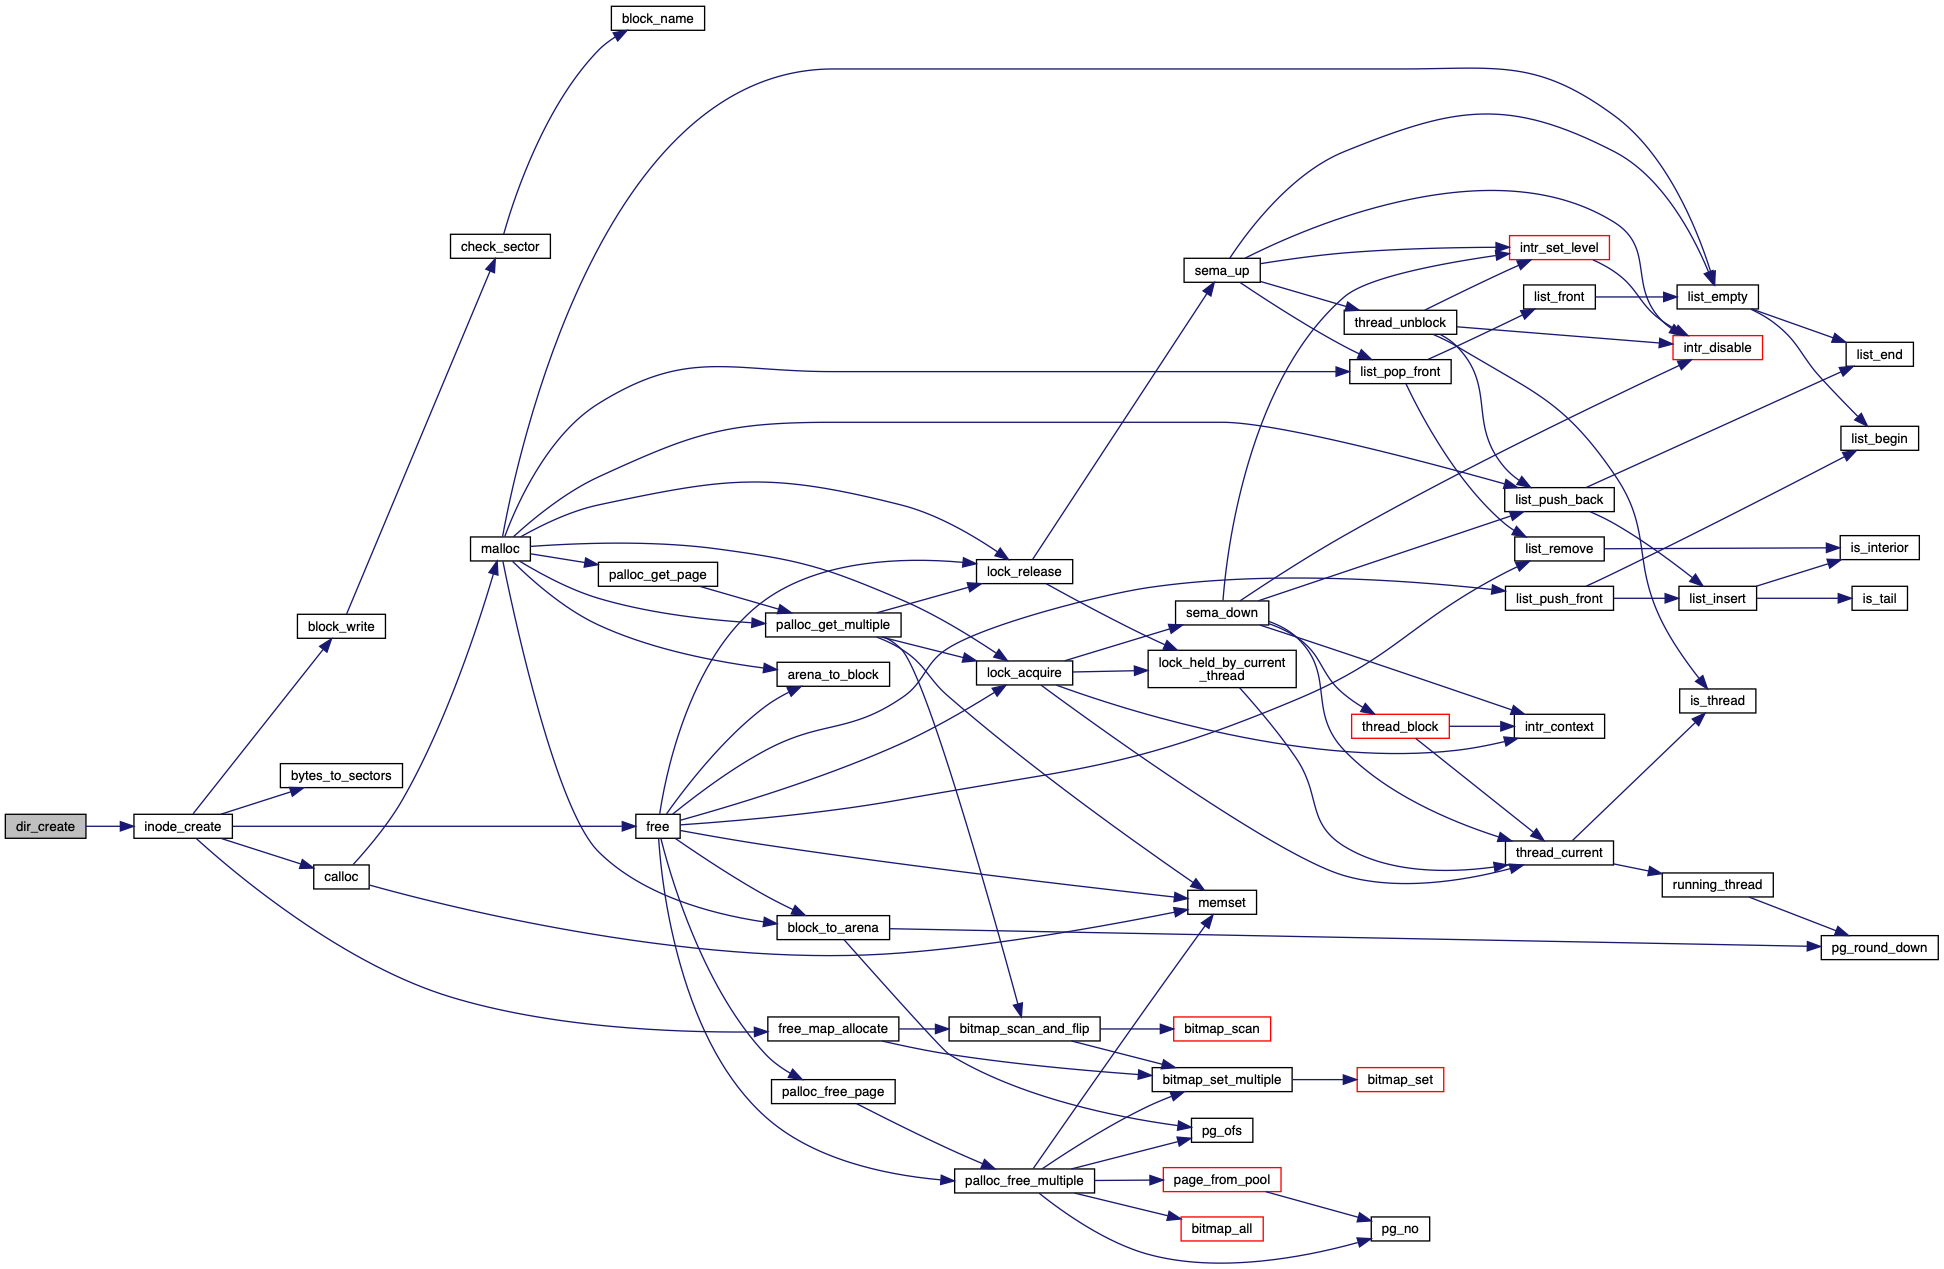 block_name
check_sector
block_write
bytes_to_sectors
dir_create
inode_create
calloc
malloc
palloc_get_page
palloc_get_multiple
arena_to_block
free
block_to_arena
free_map_allocate
palloc_free_page
lock_release
lock_acquire
bitmap_scan_and_flip
palloc_free_multiple
sema_up
sema_down
lock_held_by_current
_thread
memset
bitmap_scan
bitmap_set_multiple
pg_ofs
page_from_pool
bitmap_all
thread_unblock
list_pop_front
thread_block
bitmap_set
pg_no
intr_set_level
list_front
list_push_back
list_remove
list_push_front
intr_context
thread_current
list_empty
intr_disable
list_insert
is_thread
running_thread
list_end
list_begin
is_interior
is_tail
pg_round_down